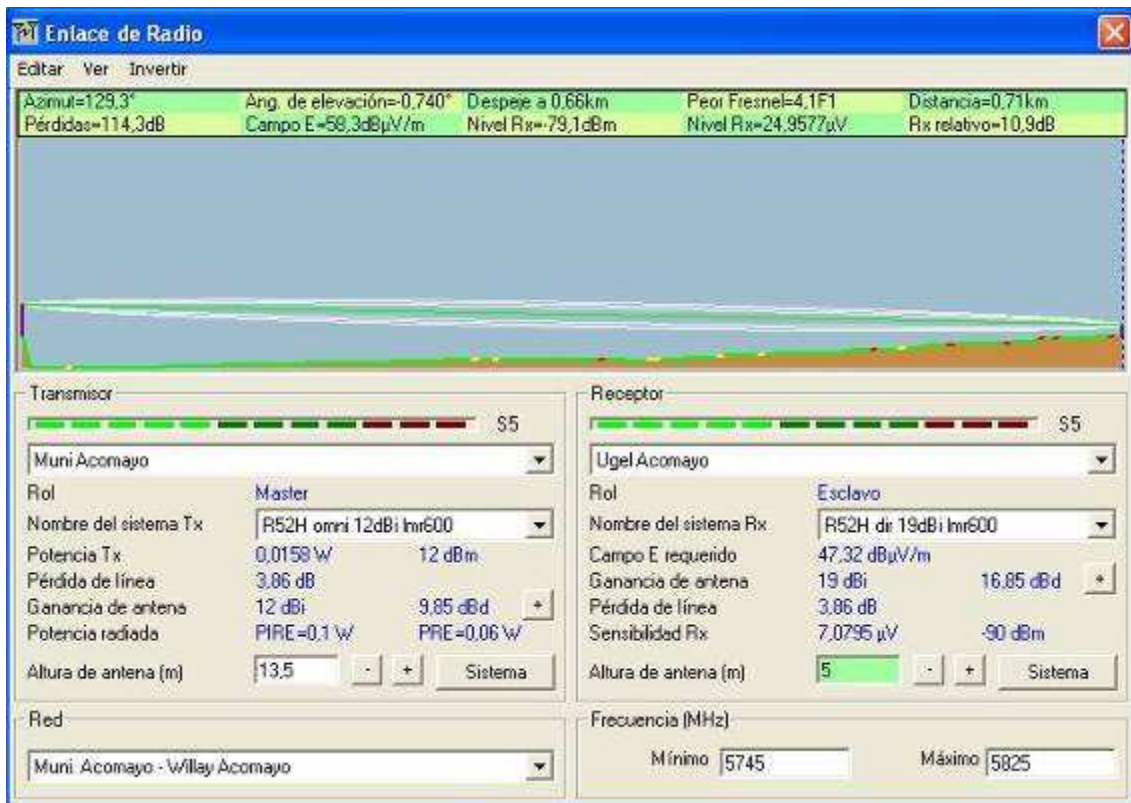 Enlace de Radio
Editar Ver Invertir
Azimut=129,3° Ang. de elevación=-0,740° Despeje a 0,66km Peor Fresnel=4,1F1 Distancia=0,71km
Pérdidas=114,3dB Campo E=58,3dBµV/m Nivel Rx=-79,1dBm Nivel Rx=24,9577µV Rx relativo=10,9dB
Transmisor
S5
Muni Acomayo
Rol Master
Nombre del sistema Tx R52H omni 12dBi lmr600
Potencia Tx 0,0158 W 12 dBm
Pérdida de línea 3,86 dB
Ganancia de antena 12 dBi 9,85 dBd +
Potencia radiada PIRE=0,1 W PRE=0,06 W
Altura de antena (m) 13,5 - + Sistema
Receptor
S5
Ugel Acomayo
Rol Esclavo
Nombre del sistema Rx R52H dir 19dBi lmr600
Campo E requerido 47,32 dBµV/m
Ganancia de antena 19 dBi 16,85 dBd +
Pérdida de línea 3,86 dB
Sensibilidad Rx 7,0795 µV -90 dBm
Altura de antena (m) 5 - + Sistema
Red
Muni Acomayo - Willay Acomayo
Frecuencia (MHz)
Mínimo 5745 Máximo 5825